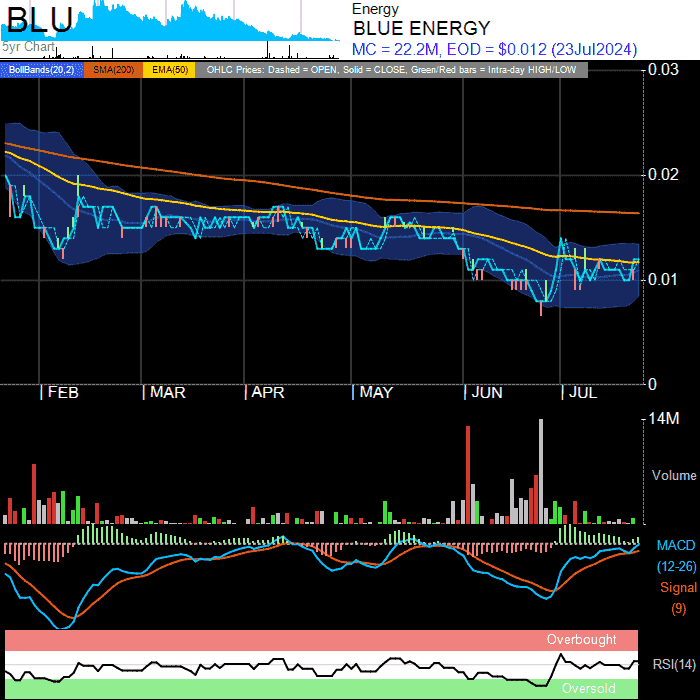 BLU
5yr Chart
Energy
BLUE ENERGY
MC = 22.2M, EOD = $0.012 (23Jul2024)
BollBands(20,2) SMA(200) EMA(50) OHLC Prices: Dashed = OPEN, Solid = CLOSE, Green/Red bars = Intra-day HIGH/LOW
0.03
0.02
0.01
0
FEB MAR APR MAY JUN JUL
14M
Volume
MACD
(12-26)
Signal
(9)
Overbought
RSI(14)
Oversold